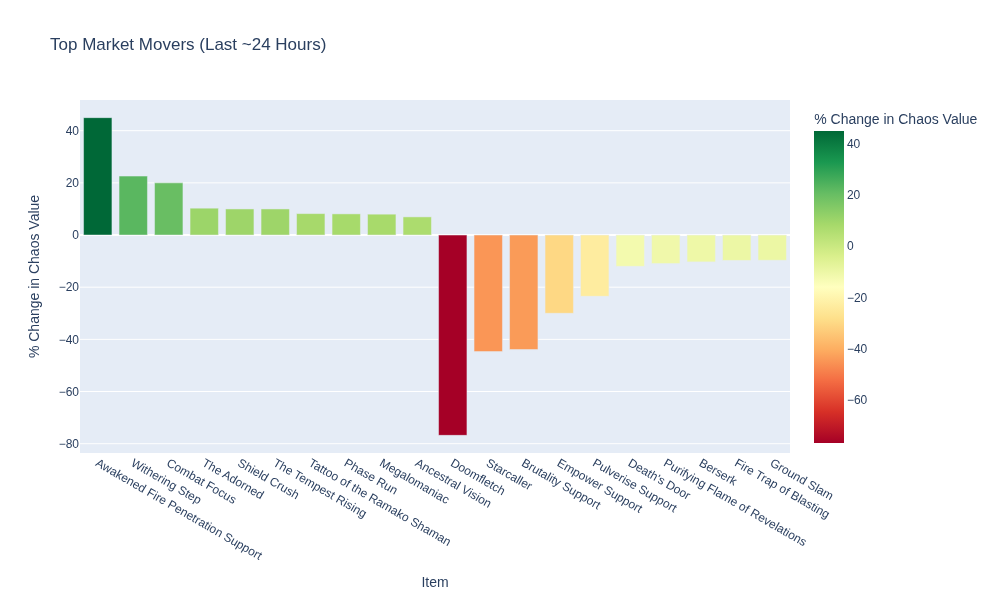 Top Market Movers (Last ~24 Hours)
% Change in Chaos Value
40
20
0
−20
−40
−60
−80
Awakened Fire Penetration Support
Withering Step
Combat Focus
The Adorned
Shield Crush
The Tempest Rising
Tattoo of the Ramako Shaman
Phase Run
Megalomaniac
Ancestral Vision
Doomfletch
Starcaller
Brutality Support
Empower Support
Pulverise Support
Death's Door
Purifying Flame of Revelations
Berserk
Fire Trap of Blasting
Ground Slam
Item
% Change in Chaos Value
40
20
0
−20
−40
−60